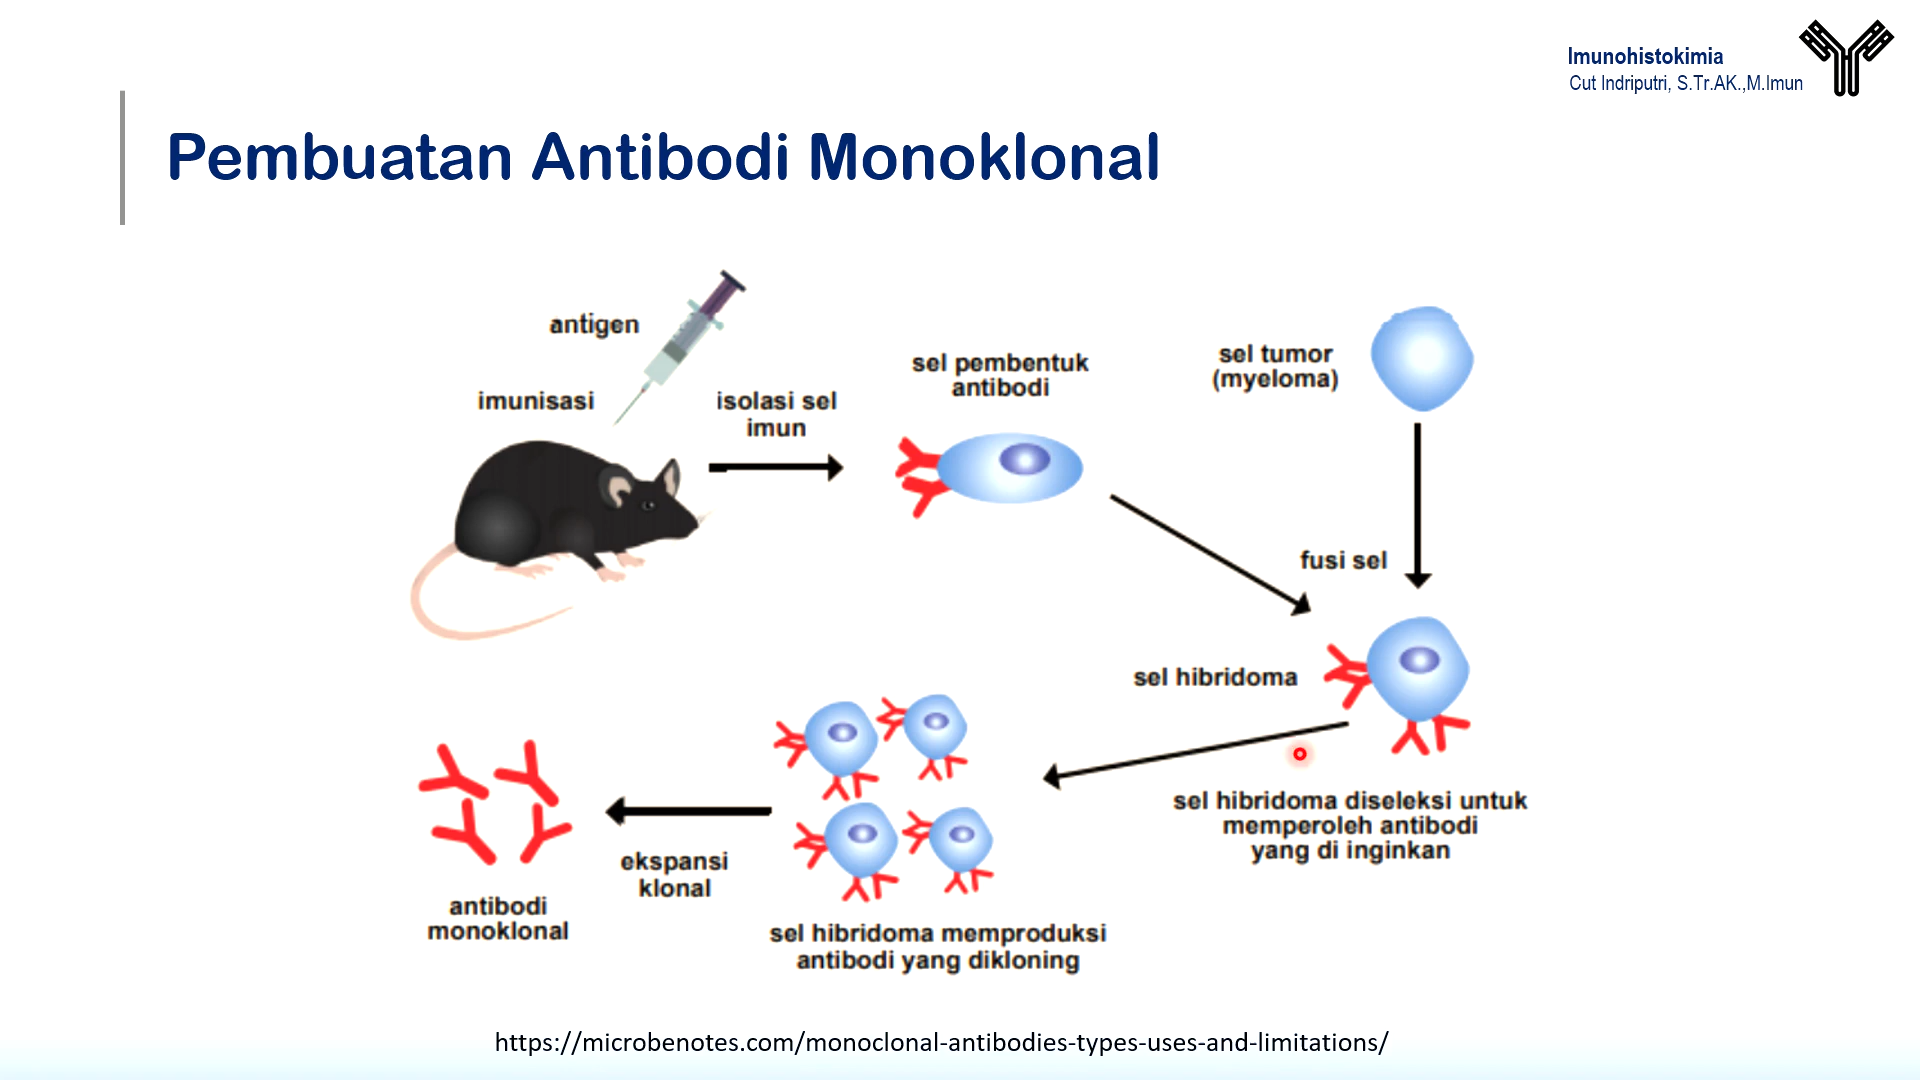 Imunohistokimia
Cut Indriputri, S.Tr.AK.,M.Imun
Pembuatan Antibodi Monoklonal
antigen
imunisasi
isolasi sel
imun
sel pembentuk
antibodi
sel tumor
(myeloma)
fusi sel
sel hibridoma
sel hibridoma diseleksi untuk
memperoleh antibodi
yang di inginkan
sel hibridoma memproduksi
antibodi yang dikloning
ekspansi
klonal
antibodi
monoklonal
https://microbenotes.com/monoclonal-antibodies-types-uses-and-limitations/